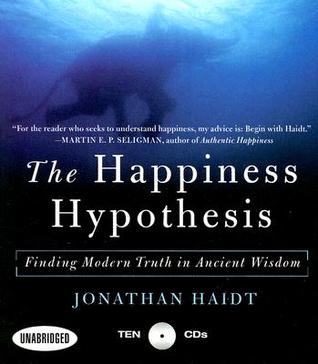 “For the reader who seeks to understand happiness, my advice is: Begin with Haidt.”
—MARTIN E. P. SELIGMAN, author of Authentic Happiness
The Happiness
Hypothesis
Finding Modern Truth in Ancient Wisdom
JONATHAN HAIDT
UNABRIDGED
TEN CDs